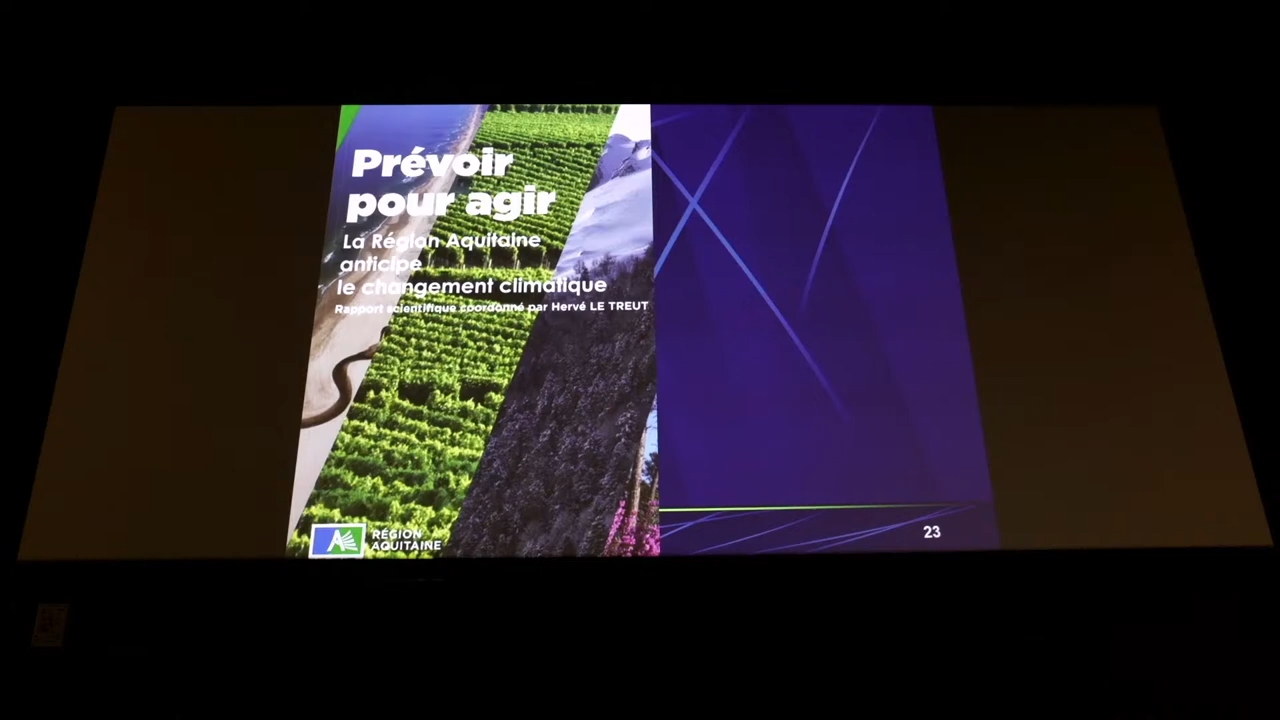 Prévoir
pour agir
La Région Aquitaine
anticipe
le changement climatique
Rapport scientifique coordonné par Hervé LE TREUT
RÉGION
AQUITAINE
23